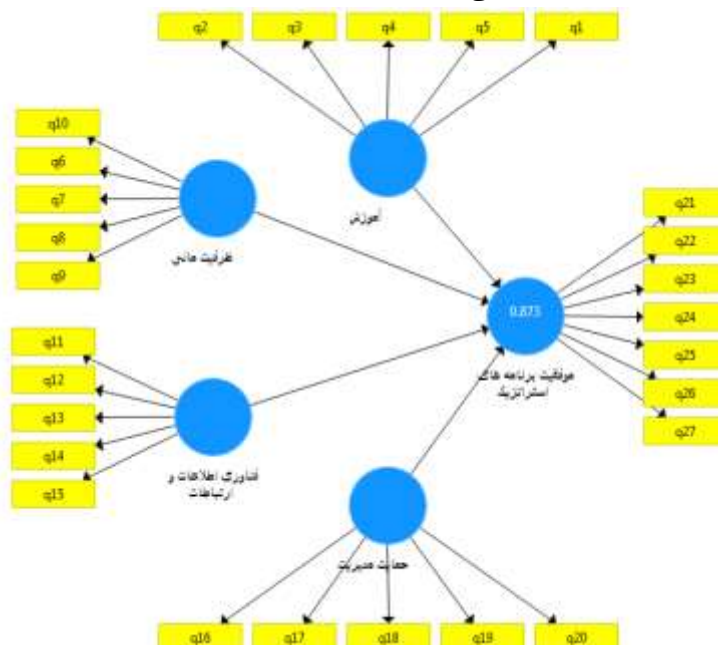 q2
q3
q4
q5
q1
آموزش
q10
q6
q7
q8
q9
ظرفیت مالی
q11
q12
q13
q14
q15
فناوری اطلاعات و
ارتباطات
0.873
موفقیت برنامه های
استراتژیک
q21
q22
q23
q24
q25
q26
q27
حمایت مدیریت
q16
q17
q18
q19
q20